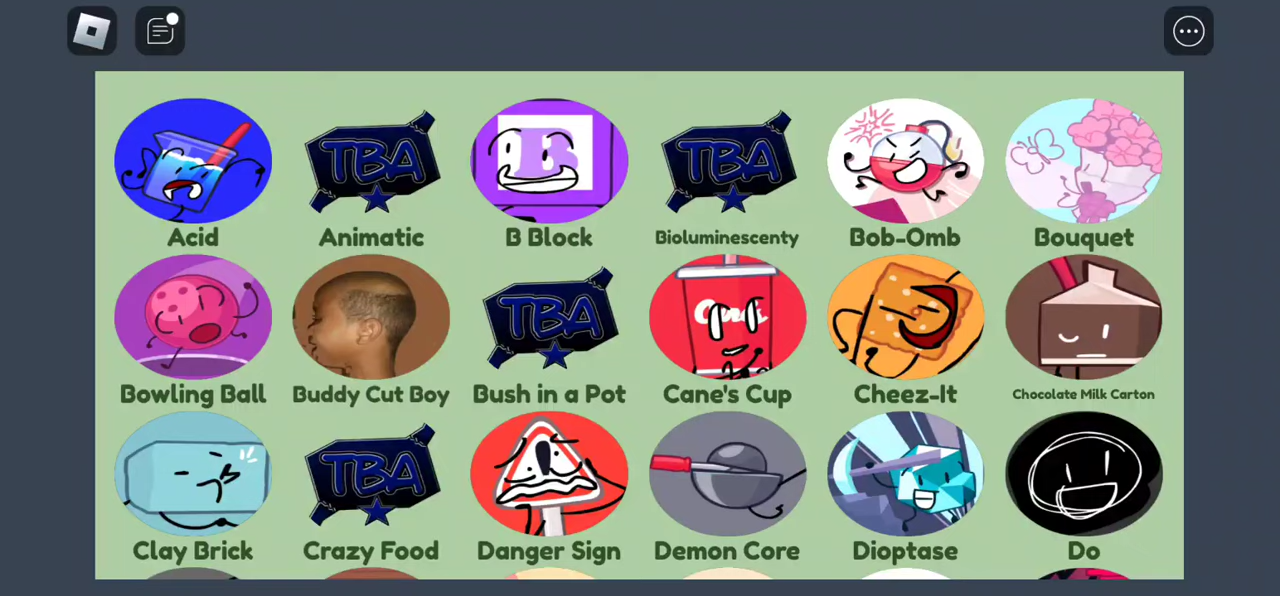 TBA
B
TBA
Acid
Animatic
B Block
Bioluminescenty
Bob-Omb
Bouquet
TBA
Cane's
Bowling Ball
Buddy Cut Boy
Bush in a Pot
Cane's Cup
Cheez-It
Chocolate Milk Carton
TBA
Clay Brick
Crazy Food
Danger Sign
Demon Core
Dioptase
Do